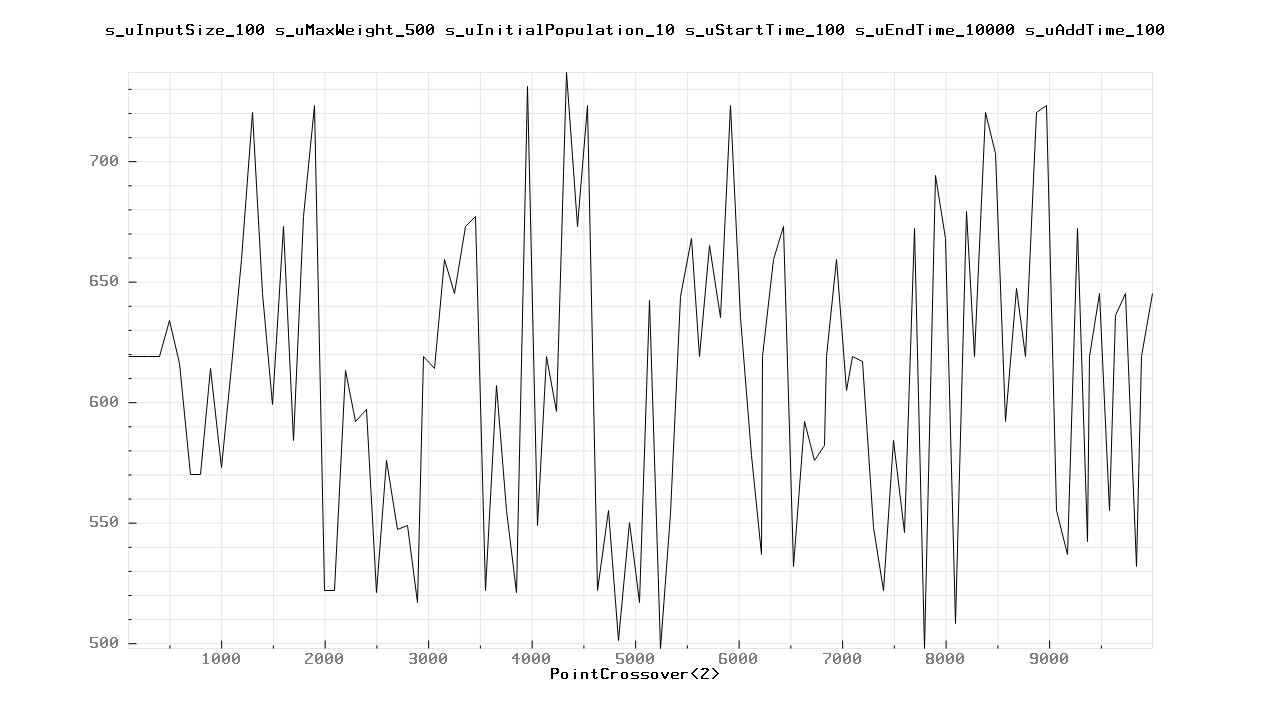 s_uInputSize_100 s_uMaxWeight_500 s_uInitialPopulation_10 s_uStartTime_100 s_uEndTime_10000 s_uAddTime_100
700
650
600
550
500
1000 2000 3000 4000 5000 6000 7000 8000 9000
PointCrossover<2>